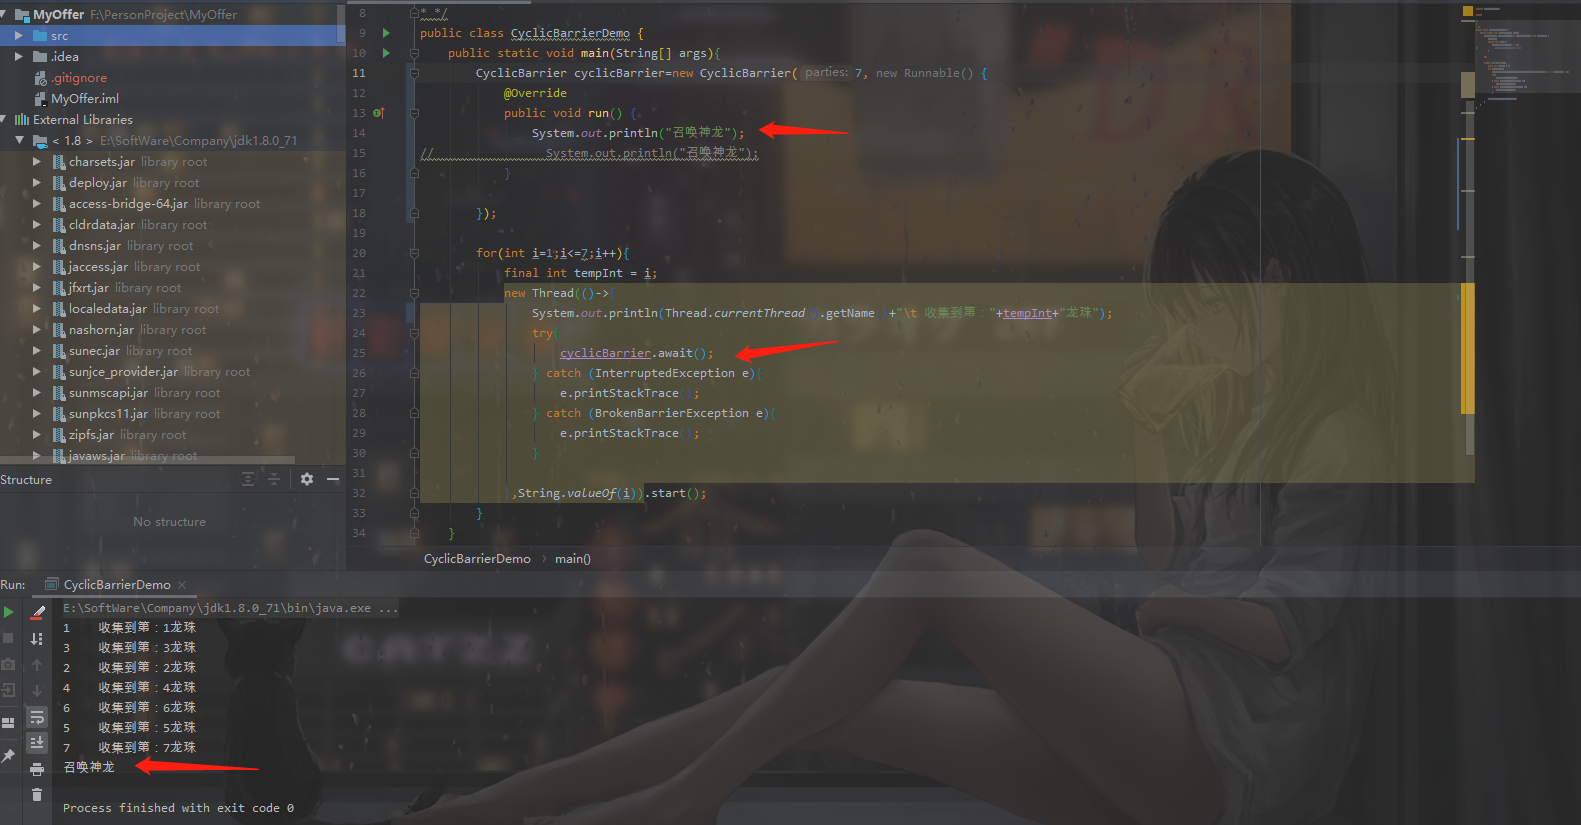 MyOffer F:\PersonProject\MyOffer
src
.idea
.gitignore
MyOffer.iml
External Libraries
< 1.8 > E:\SoftWare\Company\jdk1.8.0_71
charsets.jar library root
deploy.jar library root
access-bridge-64.jar library root
cldrdata.jar library root
dnsns.jar library root
jaccess.jar library root
jfxrt.jar library root
localedata.jar library root
nashorn.jar library root
sunec.jar library root
sunjce_provider.jar library root
sunmscapi.jar library root
sunpkcs11.jar library root
zipfs.jar library root
javaws.jar library root
Structure
No structure
8 * */
9 public class CyclicBarrierDemo {
10 public static void main(String[] args){
11 CyclicBarrier cyclicBarrier=new CyclicBarrier( parties: 7, new Runnable() {
12 @Override
13 public void run() {
14 System.out.println("召唤神龙");
15 // System.out.println("召唤神龙");
16 }
17
18 });
19
20 for(int i=1;i<=7;i++){
21 final int tempInt = i;
22 new Thread(()->{
23 System.out.println(Thread.currentThread().getName()+"\t 收集到第："+tempInt+"龙珠");
24 try{
25 cyclicBarrier.await();
26 } catch (InterruptedException e){
27 e.printStackTrace();
28 } catch (BrokenBarrierException e){
29 e.printStackTrace();
30 }
31
32 },String.valueOf(i)).start();
33 }
34 }
CyclicBarrierDemo › main()
Run: CyclicBarrierDemo ×
E:\SoftWare\Company\jdk1.8.0_71\bin\java.exe ...
1 收集到第：1龙珠
3 收集到第：3龙珠
2 收集到第：2龙珠
4 收集到第：4龙珠
6 收集到第：6龙珠
5 收集到第：5龙珠
7 收集到第：7龙珠
召唤神龙
Process finished with exit code 0